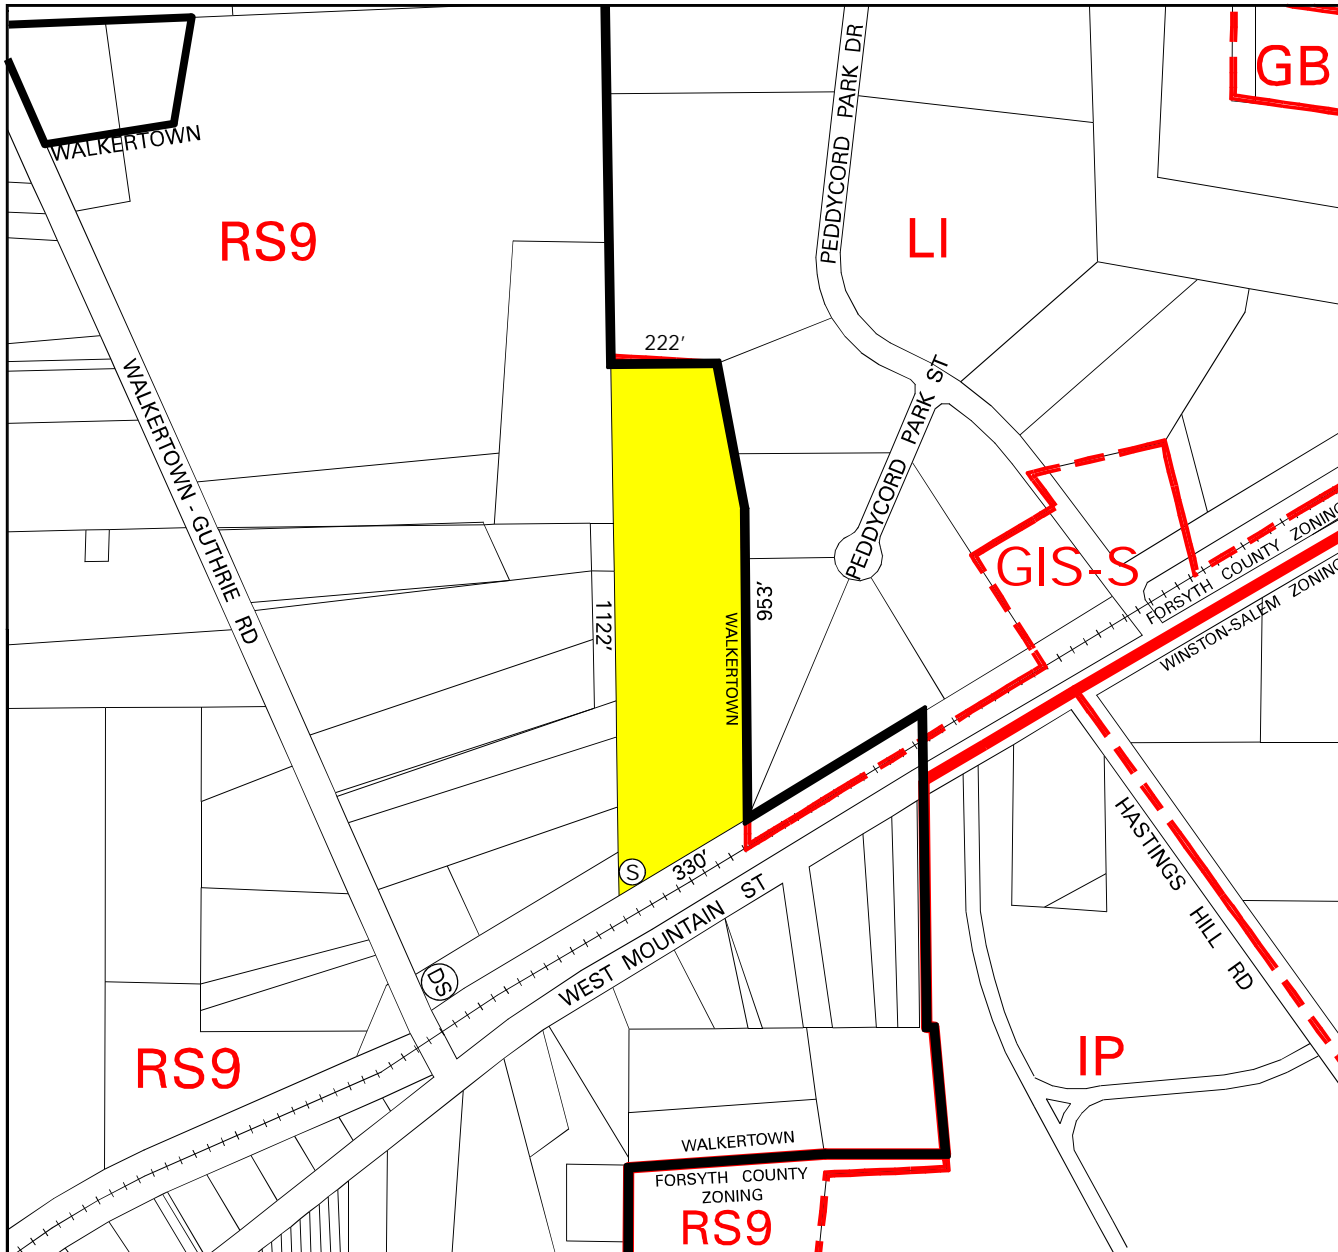 GB
PEDDYCORD PARK DR
WALKERTOWN
RS9
LI
222'
WALKERTOWN - GUTHRIE RD
PEDDYCORD PARK ST
FORSYTH COUNTY ZONING
WINSTON-SALEM ZONING
GIS-S
1122'
953'
WALKERTOWN
S
330'
WEST MOUNTAIN ST
HASTINGS HILL RD
DS
RS9
IP
WALKERTOWN
FORSYTH COUNTY
ZONING
RS9